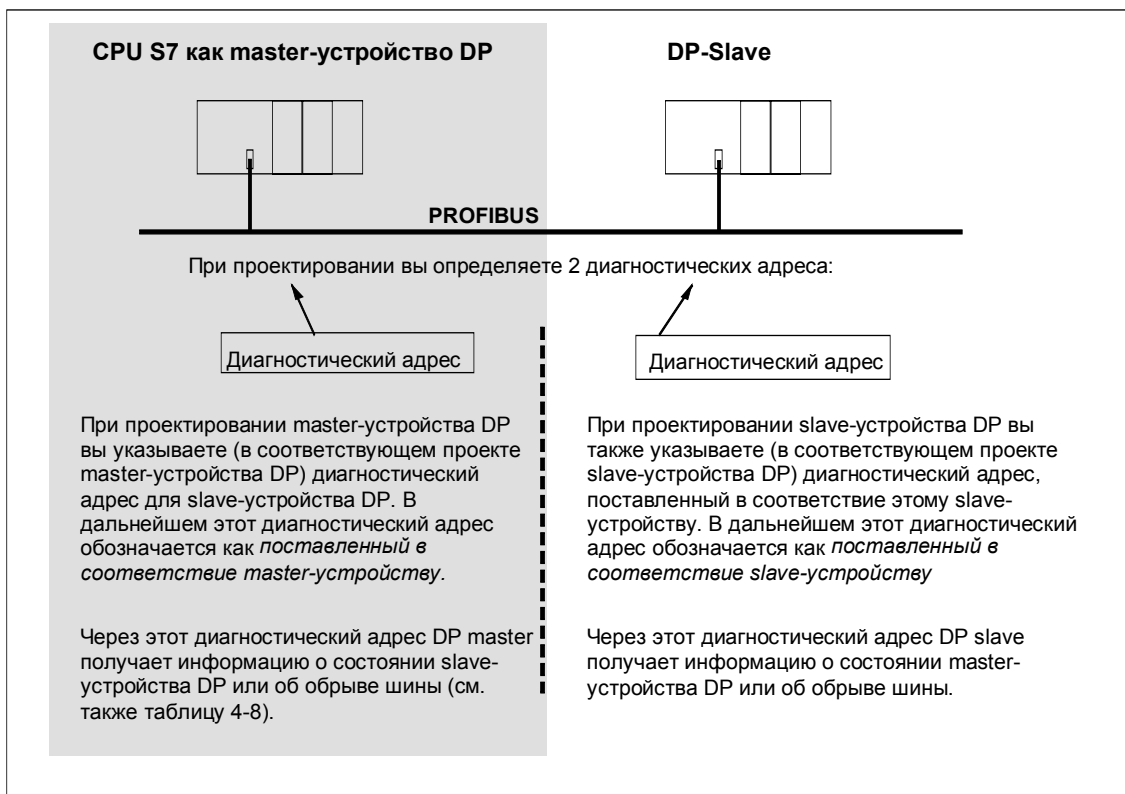 CPU S7 как master-устройство DP
DP-Slave
PROFIBUS
При проектировании вы определяете 2 диагностических адреса:
Диагностический адрес
Диагностический адрес
При проектировании master-устройства DP
вы указываете (в соответствующем проекте
master-устройства DP) диагностический
адрес для slave-устройства DP. В
дальнейшем этот диагностический адрес
обозначается как поставленный в
соответствие master-устройству.
Через этот диагностический адрес DP master
получает информацию о состоянии slave-
устройства DP или об обрыве шины (см.
также таблицу 4-8).
При проектировании slave-устройства DP вы
также указываете (в соответствующем проекте
slave-устройства DP) диагностический адрес,
поставленный в соответствие этому slave-
устройству. В дальнейшем этот диагностический
адрес обозначается как поставленный в
соответствие slave-устройству
Через этот диагностический адрес DP slave
получает информацию о состоянии master-
устройства DP или об обрыве шины.